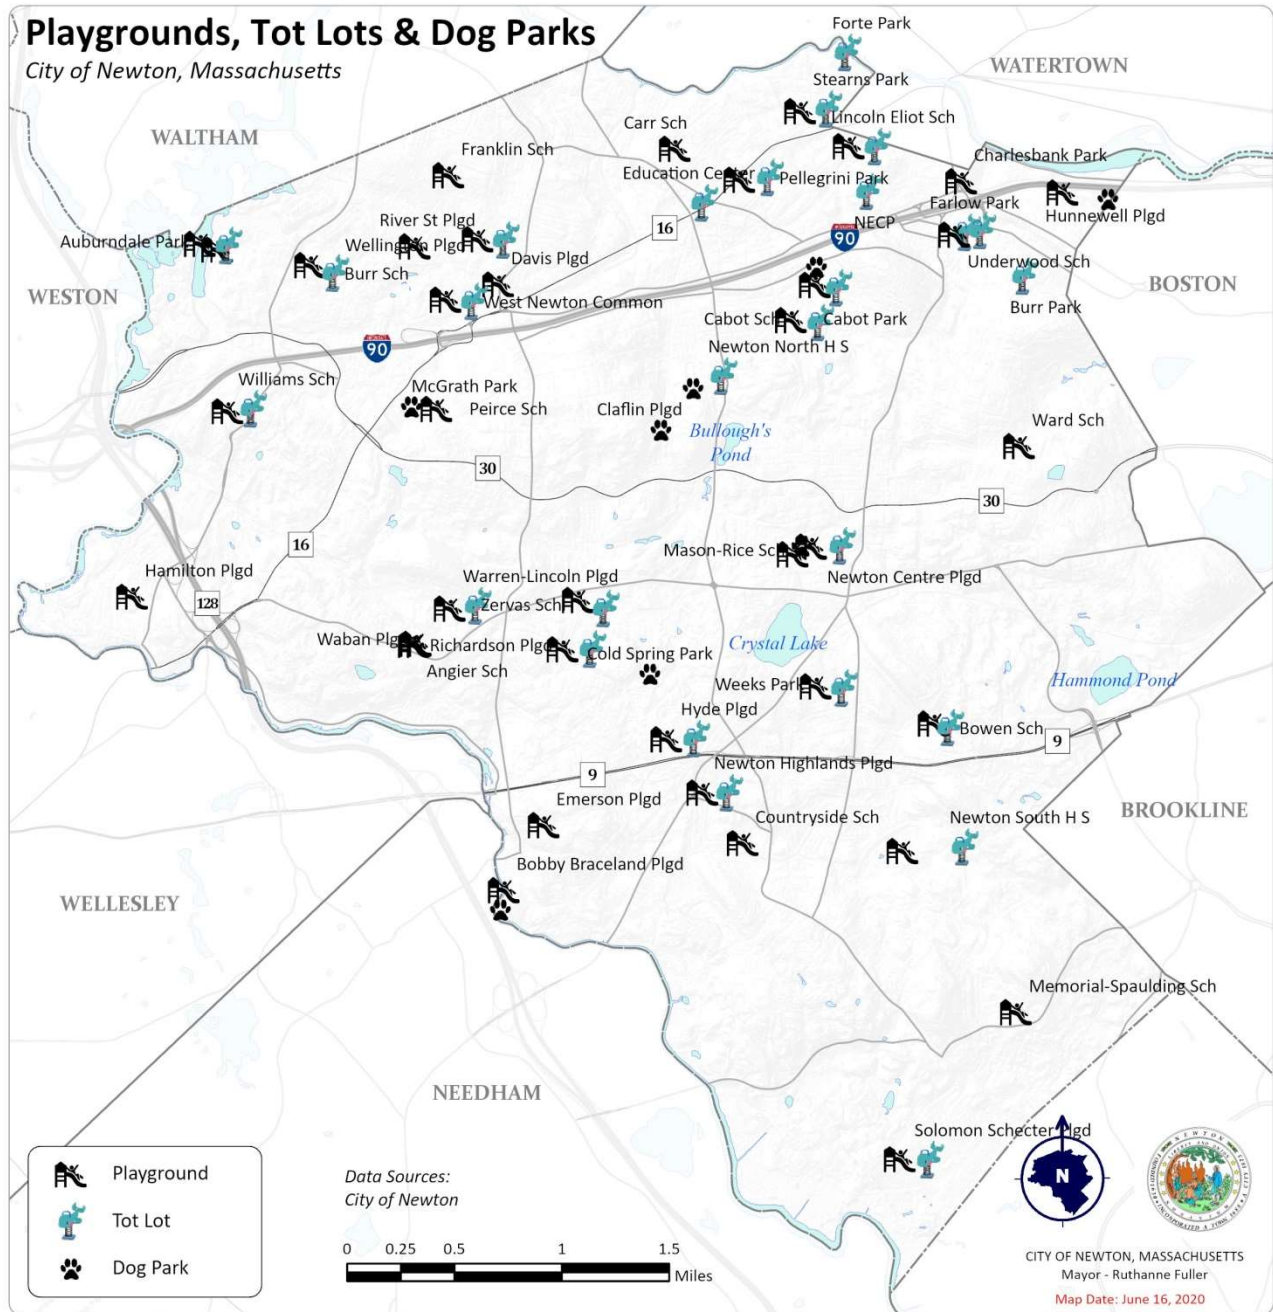 Playgrounds, Tot Lots & Dog Parks
City of Newton, Massachusetts
Forte Park
WATERTOWN
Stearns Park
Lincoln Eliot Sch
WALTHAM
Carr Sch
Franklin Sch
Charlesbank Park
Education Center
Pellegrini Park
Farlow Park
Hunnewell Plgd
River St Plgd
16
NECP
90
Auburndale Park
Wellington Plgd
Davis Plgd
Underwood Sch
Burr Sch
WESTON
BOSTON
West Newton Common
Burr Park
Cabot Sch
Cabot Park
90
Newton North H S
Williams Sch
McGrath Park
Peirce Sch
Claflin Plgd
Ward Sch
Bullough's
Pond
30
30
16
Mason-Rice Sch
Hamilton Plgd
Warren-Lincoln Plgd
Newton Centre Plgd
128
Zervas Sch
Waban Plgd
Richardson Plgd
Crystal Lake
Cold Spring Park
Angier Sch
Weeks Park
Hammond Pond
Hyde Plgd
Bowen Sch
9
Newton Highlands Plgd
9
Emerson Plgd
Countryside Sch
Newton South H S
BROOKLINE
Bobby Braceland Plgd
WELLESLEY
Memorial-Spaulding Sch
NEEDHAM
Solomon Schecter Plgd
Playground
Tot Lot
Dog Park
Data Sources:
City of Newton
0 0.25 0.5 1 1.5
Miles
N
CITY OF NEWTON, MASSACHUSETTS
Mayor - Ruthanne Fuller
Map Date: June 16, 2020